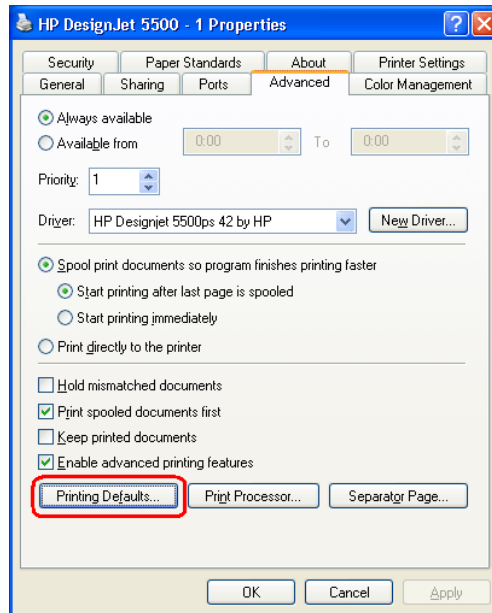 HP DesignJet 5500 - 1 Properties
Security Paper Standards About Printer Settings
General Sharing Ports Advanced Color Management
Always available
Available from 0:00 To 0:00
Priority: 1
Driver: HP Designjet 5500ps 42 by HP New Driver...
Spool print documents so program finishes printing faster
Start printing after last page is spooled
Start printing immediately
Print directly to the printer
Hold mismatched documents
Print spooled documents first
Keep printed documents
Enable advanced printing features
Printing Defaults... Print Processor... Separator Page...
OK Cancel Apply